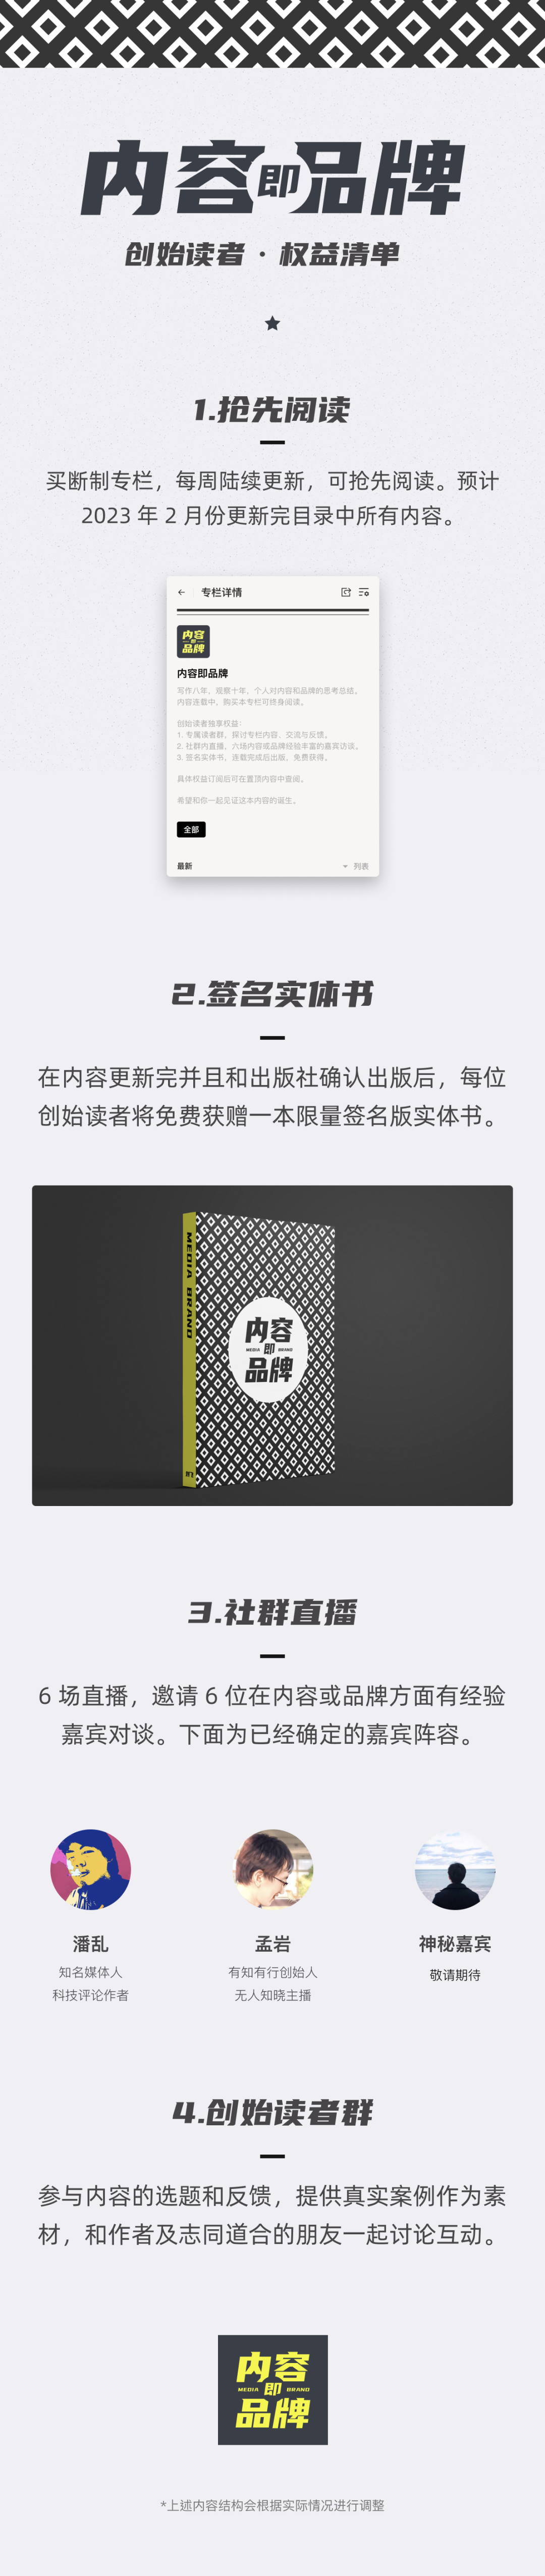 内容即品牌
创始读者 · 权益清单
1.抢先阅读
买断制专栏，每周陆续更新，可抢先阅读。预计
2023 年 2 月份更新完目录中所有内容。
专栏详情
内容
即
品牌
内容即品牌
写作八年，观察十年，个人对内容和品牌的思考总结。
内容连载中，购买本专栏可终身阅读。
创始读者独享权益：
1. 专属读者群，探讨专栏内容、交流与反馈。
2. 社群内直播，六场内容或品牌经验丰富的嘉宾访谈。
3. 签名实体书，连载完成后出版，免费获得。
具体权益订阅后可在置顶内容中查阅。
希望和你一起见证这本内容的诞生。
全部
最新
列表
2.签名实体书
在内容更新完并且和出版社确认出版后，每位
创始读者将免费获赠一本限量签名版实体书。
MEDIA BRAND
内容
MEDIA 即 BRAND
品牌
3.社群直播
6 场直播，邀请 6 位在内容或品牌方面有经验
嘉宾对谈。下面为已经确定的嘉宾阵容。
潘乱
知名媒体人
科技评论作者
孟岩
有知有行创始人
无人知晓主播
神秘嘉宾
敬请期待
4.创始读者群
参与内容的选题和反馈，提供真实案例作为素
材，和作者及志同道合的朋友一起讨论互动。
内容
MEDIA 即 BRAND
品牌
*上述内容结构会根据实际情况进行调整